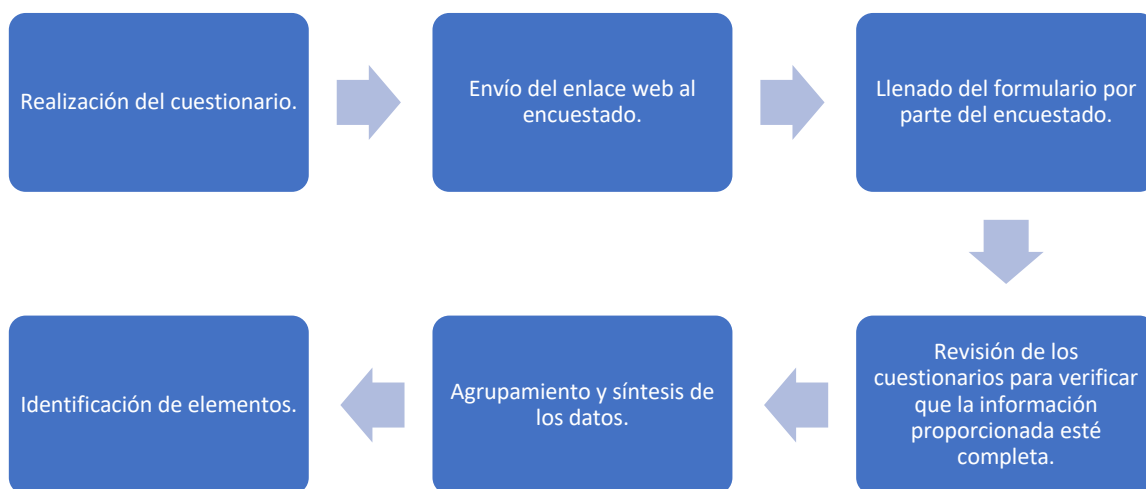 Realización del cuestionario.
Envío del enlace web al
encuestado.
Llenado del formulario por
parte del encuestado.
Revisión de los
cuestionarios para verificar
que la información
proporcionada esté
completa.
Agrupamiento y síntesis de
los datos.
Identificación de elementos.